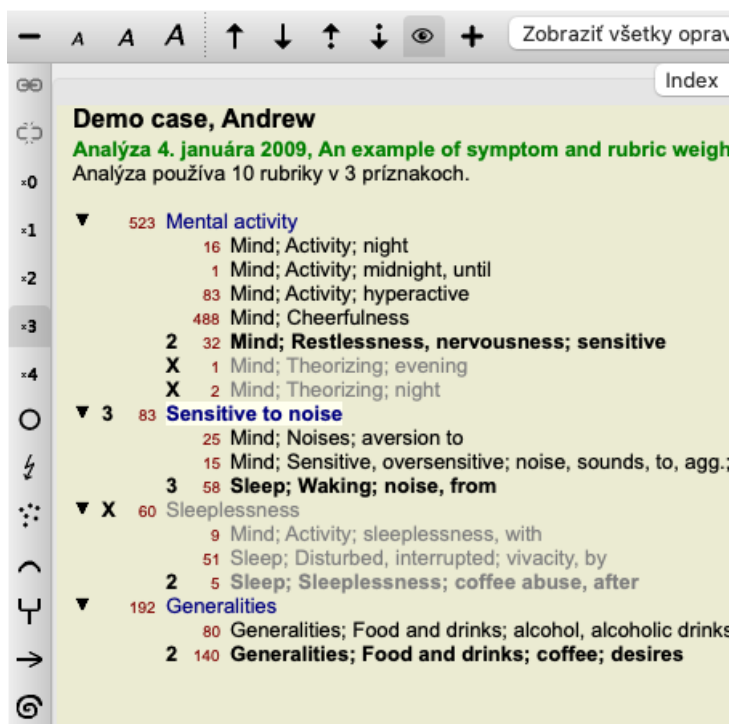 A A A Zobraziť všetky oprav
Index
Demo case, Andrew
Analýza 4. januára 2009, An example of symptom and rubric weigh
Analýza používa 10 rubriky v 3 príznakoch.
×0
×1
×2
×3
×4
523 Mental activity
16 Mind; Activity; night
1 Mind; Activity; midnight, until
83 Mind; Activity; hyperactive
488 Mind; Cheerfulness
2 32 Mind; Restlessness, nervousness; sensitive
X 1 Mind; Theorizing; evening
X 2 Mind; Theorizing; night
3 83 Sensitive to noise
25 Mind; Noises; aversion to
15 Mind; Sensitive, oversensitive; noise, sounds, to, agg.;
3 58 Sleep; Waking; noise, from
X 60 Sleeplessness
9 Mind; Activity; sleeplessness, with
51 Sleep; Disturbed, interrupted; vivacity, by
2 5 Sleep; Sleeplessness; coffee abuse, after
192 Generalities
80 Generalities; Food and drinks; alcohol, alcoholic drinks
2 140 Generalities; Food and drinks; coffee; desires